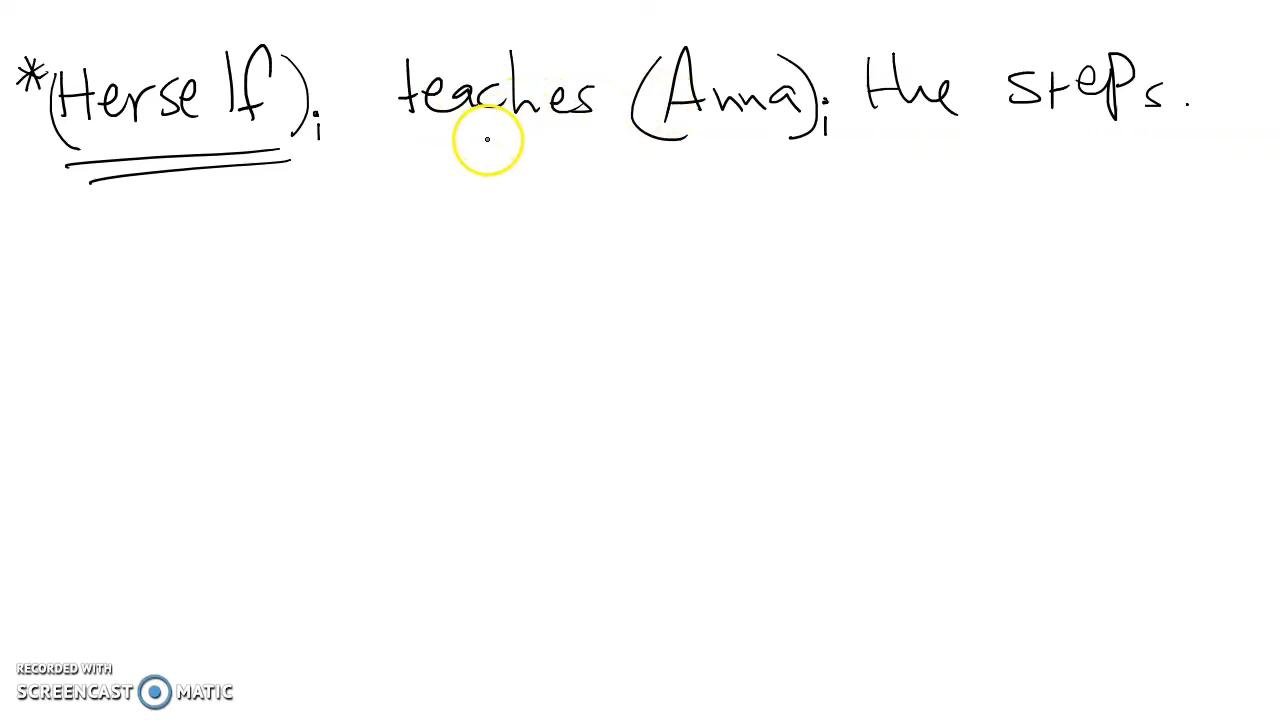 *(Herself)i teaches (Anna)i the steps.
RECORDED WITH
SCREENCAST MATIC